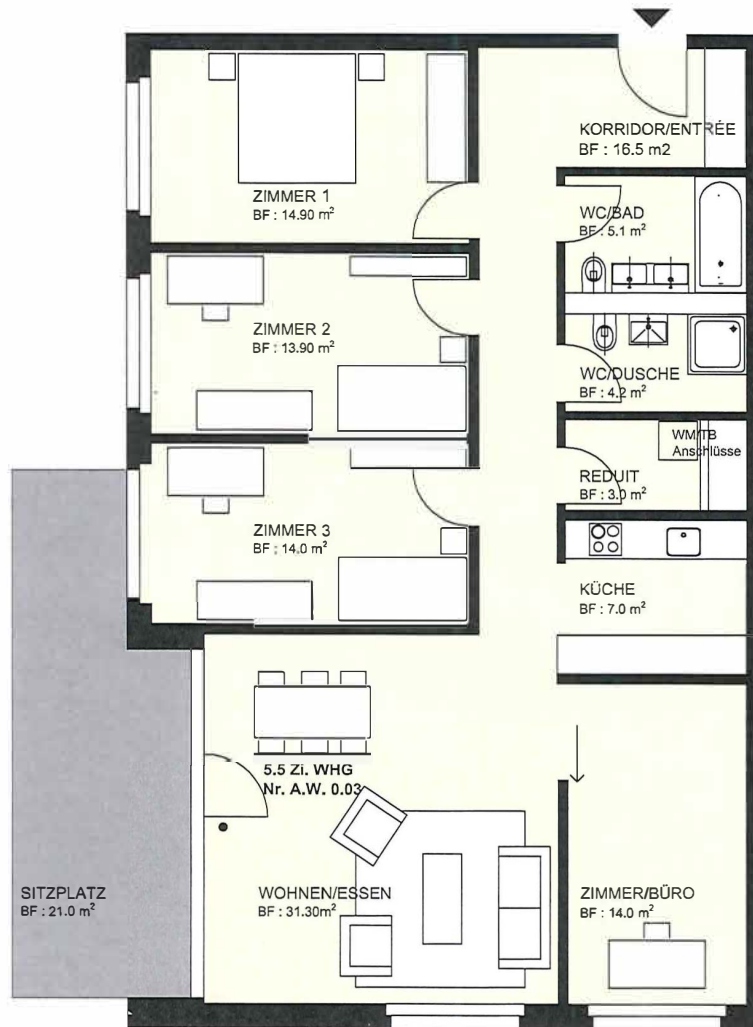 KORRIDOR/ENTRÉE
BF : 16.5 m2
ZIMMER 1
BF : 14.90 m²
WC/BAD
BF : 5.1 m²
ZIMMER 2
BF : 13.90 m²
WC/DUSCHE
BF : 4.2 m²
WM/TB
Anschlüsse
REDUIT
BF : 3.0 m²
ZIMMER 3
BF : 14.0 m²
KÜCHE
BF : 7.0 m²
5.5 Zi. WHG
Nr. A.W. 0.03
SITZPLATZ
BF : 21.0 m²
WOHNEN/ESSEN
BF : 31.30m²
ZIMMER/BÜRO
BF : 14.0 m²